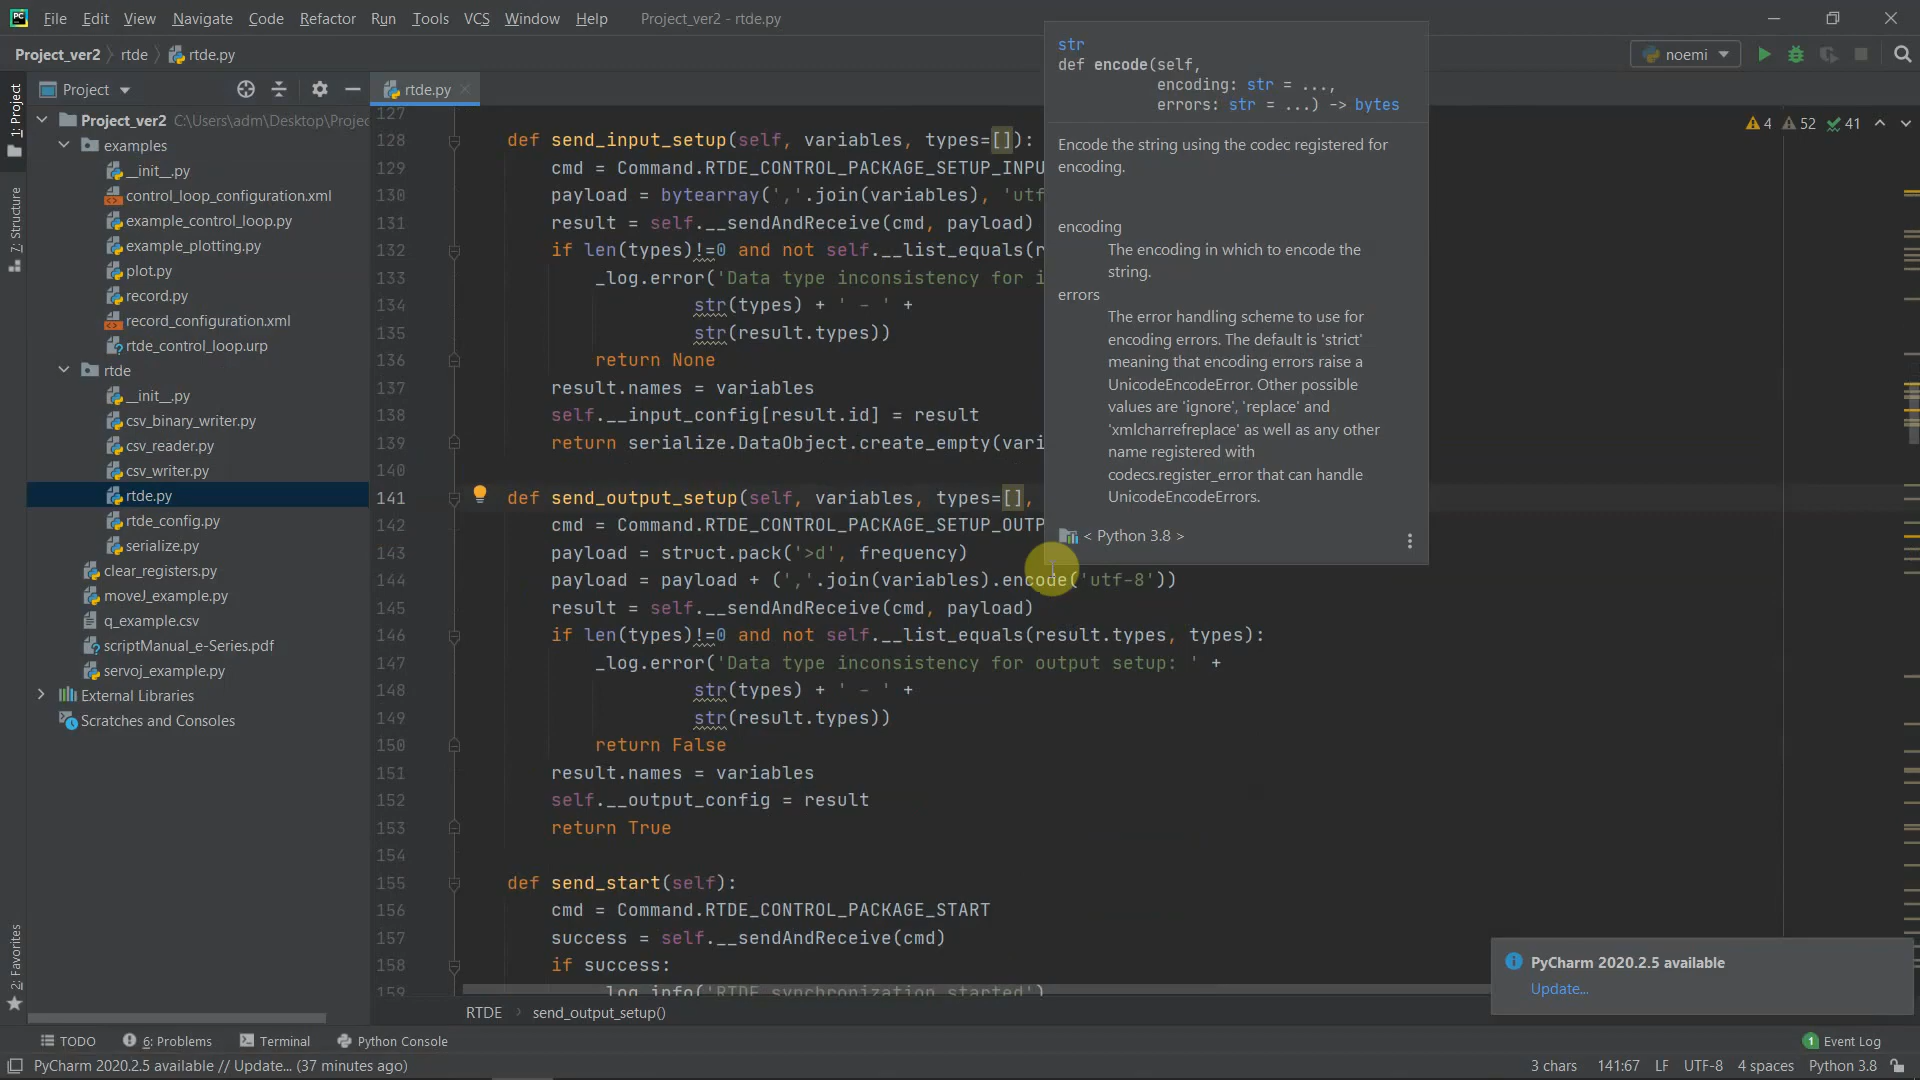 File Edit View Navigate Code Refactor Run Tools VCS Window Help Project_ver2 - rtde.py
Project_ver2 rtde rtde.py
noemi
1: Project
7: Structure
2: Favorites
Project
Project_ver2 C:\Users\adm\Desktop\Projec
examples
__init__.py
control_loop_configuration.xml
example_control_loop.py
example_plotting.py
plot.py
record.py
record_configuration.xml
rtde_control_loop.urp
rtde
__init__.py
csv_binary_writer.py
csv_reader.py
csv_writer.py
rtde.py
rtde_config.py
serialize.py
clear_registers.py
moveJ_example.py
q_example.csv
scriptManual_e-Series.pdf
servoj_example.py
External Libraries
Scratches and Consoles
rtde.py
4 52 41
127
128 def send_input_setup(self, variables, types=[]):
129 cmd = Command.RTDE_CONTROL_PACKAGE_SETUP_INPU
130 payload = bytearray(','.join(variables), 'utf
131 result = self.__sendAndReceive(cmd, payload)
132 if len(types)!=0 and not self.__list_equals(r
133 _log.error('Data type inconsistency for i
134 str(types) + ' - ' +
135 str(result.types))
136 return None
137 result.names = variables
138 self.__input_config[result.id] = result
139 return serialize.DataObject.create_empty(vari
140
141 def send_output_setup(self, variables, types=[],
142 cmd = Command.RTDE_CONTROL_PACKAGE_SETUP_OUTP
143 payload = struct.pack('>d', frequency)
144 payload = payload + (','.join(variables).encode('utf-8'))
145 result = self.__sendAndReceive(cmd, payload)
146 if len(types)!=0 and not self.__list_equals(result.types, types):
147 _log.error('Data type inconsistency for output setup: ' +
148 str(types) + ' - ' +
149 str(result.types))
150 return False
151 result.names = variables
152 self.__output_config = result
153 return True
154
155 def send_start(self):
156 cmd = Command.RTDE_CONTROL_PACKAGE_START
157 success = self.__sendAndReceive(cmd)
158 if success:
159 _log.info('RTDE synchronization started')
str
def encode(self,
encoding: str = ...,
errors: str = ...) -> bytes
Encode the string using the codec registered for
encoding.
encoding
The encoding in which to encode the
string.
errors
The error handling scheme to use for
encoding errors. The default is 'strict'
meaning that encoding errors raise a
UnicodeEncodeError. Other possible
values are 'ignore', 'replace' and
'xmlcharrefreplace' as well as any other
name registered with
codecs.register_error that can handle
UnicodeEncodeErrors.
< Python 3.8 >
PyCharm 2020.2.5 available
Update...
RTDE send_output_setup()
TODO 6: Problems Terminal Python Console 1 Event Log
PyCharm 2020.2.5 available // Update... (37 minutes ago) 3 chars 141:67 LF UTF-8 4 spaces Python 3.8